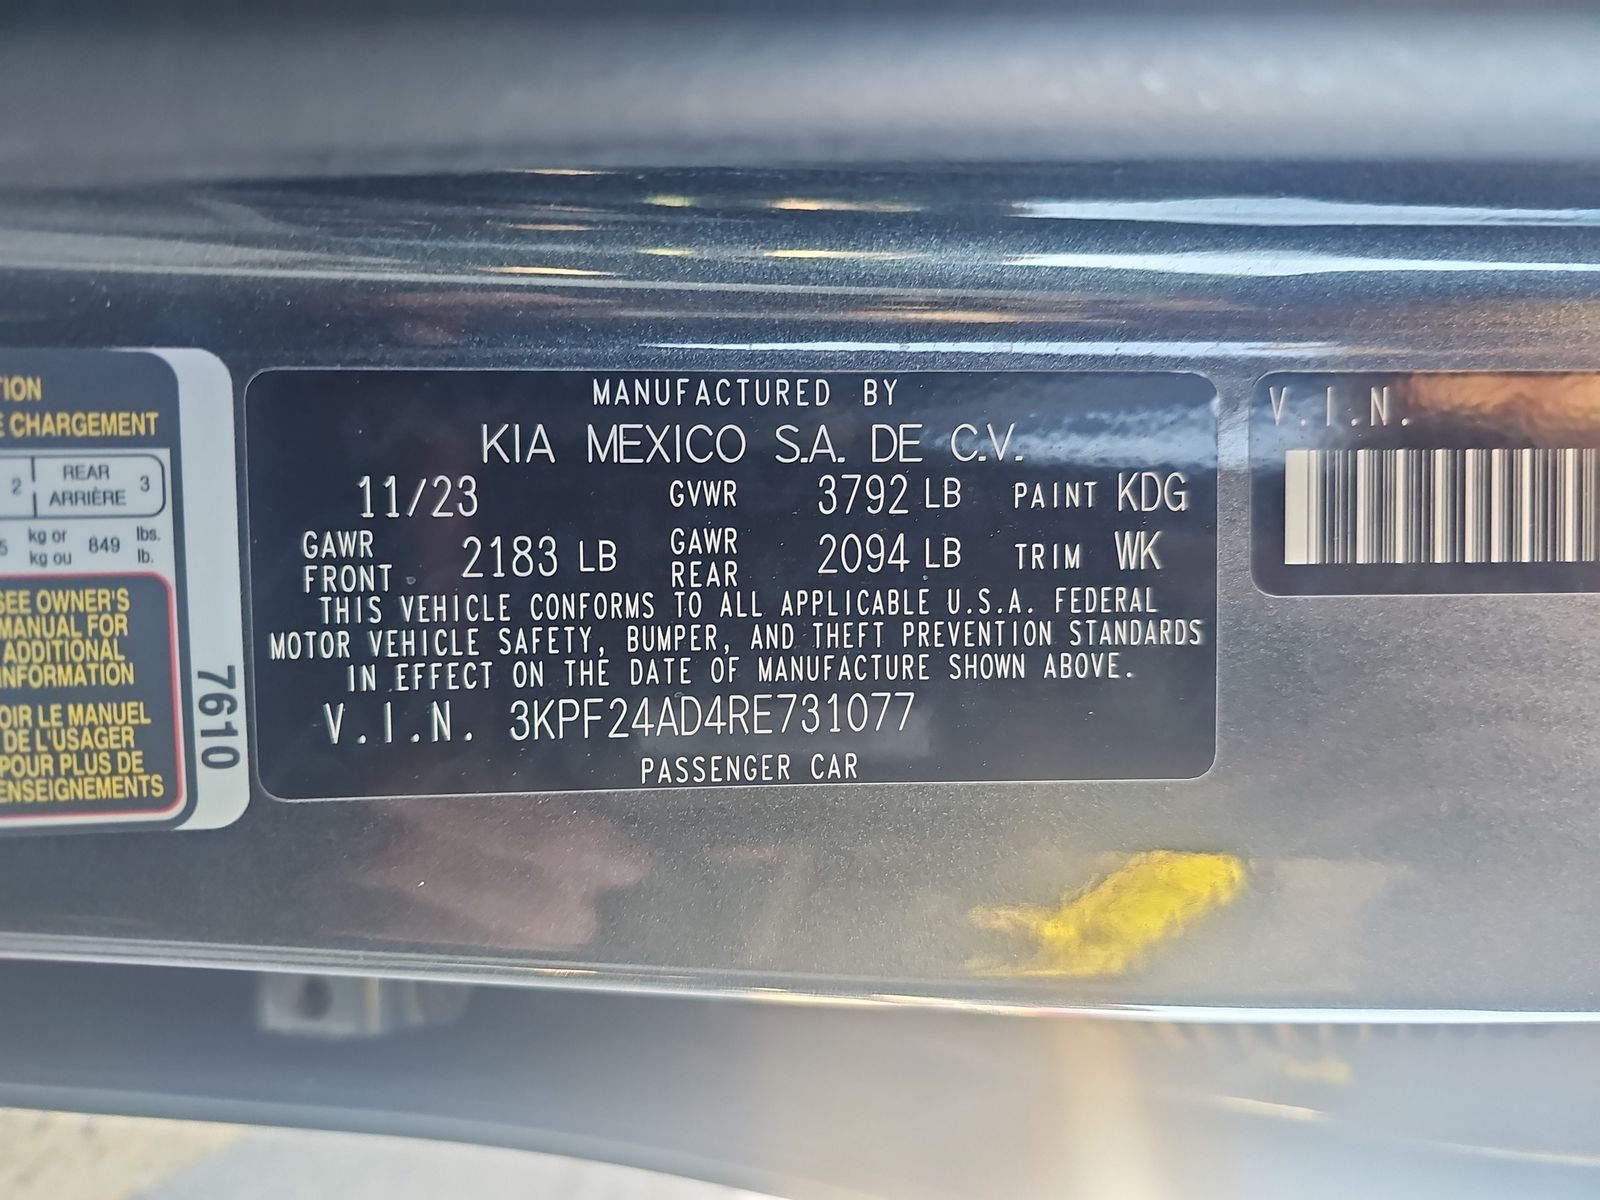 TION
E CHARGEMENT
2 | REAR ARRIÈRE 3
5 kg or kg ou 849 lbs. lb.
SEE OWNER'S
MANUAL FOR
ADDITIONAL
INFORMATION
OIR LE MANUEL
DE L'USAGER
POUR PLUS DE
ENSEIGNEMENTS
7610
MANUFACTURED BY
KIA MEXICO S.A. DE C.V.
11/23 GVWR 3792 LB PAINT KDG
GAWR FRONT 2183 LB GAWR REAR 2094 LB TRIM WK
THIS VEHICLE CONFORMS TO ALL APPLICABLE U.S.A. FEDERAL
MOTOR VEHICLE SAFETY, BUMPER, AND THEFT PREVENTION STANDARDS
IN EFFECT ON THE DATE OF MANUFACTURE SHOWN ABOVE.
V.I.N. 3KPF24AD4RE731077
PASSENGER CAR
V.I.N.